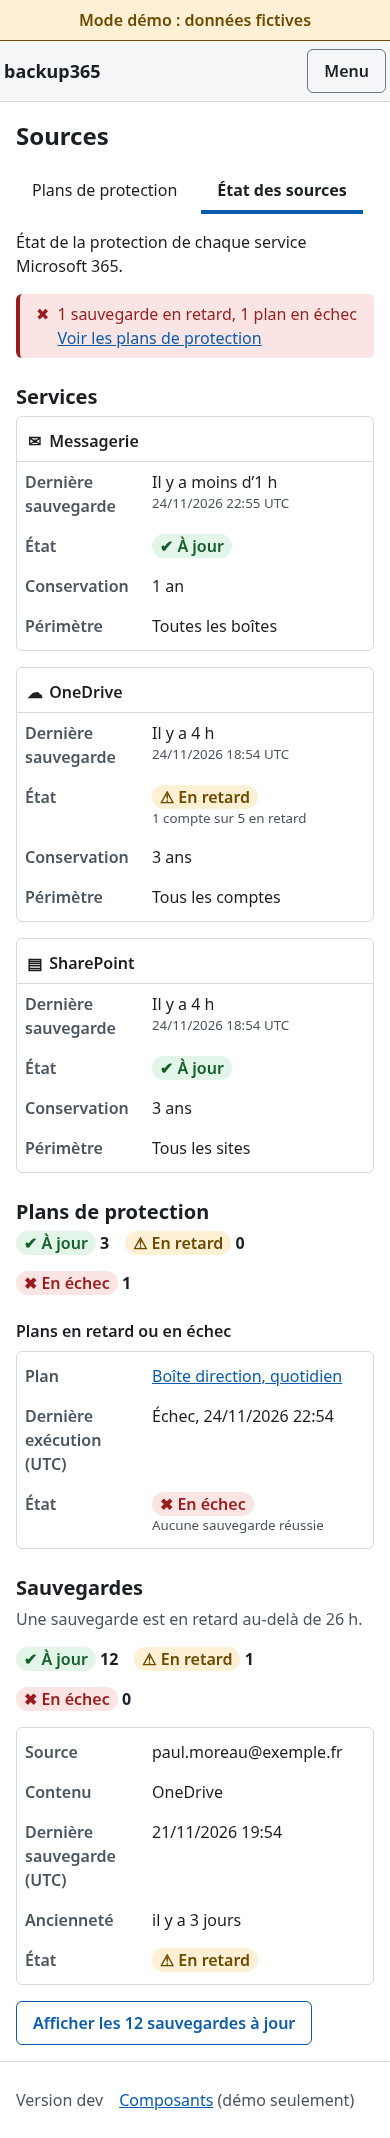 Mode démo : données fictives
backup365
Menu
Sources
Plans de protection
État des sources
État de la protection de chaque service
Microsoft 365.
✖ 1 sauvegarde en retard, 1 plan en échec
Voir les plans de protection
Services
✉ Messagerie
Dernière
sauvegarde
Il y a moins d’1 h
24/11/2026 22:55 UTC
État
✔ À jour
Conservation
1 an
Périmètre
Toutes les boîtes
☁ OneDrive
Dernière
sauvegarde
Il y a 4 h
24/11/2026 18:54 UTC
État
⚠ En retard
1 compte sur 5 en retard
Conservation
3 ans
Périmètre
Tous les comptes
▤ SharePoint
Dernière
sauvegarde
Il y a 4 h
24/11/2026 18:54 UTC
État
✔ À jour
Conservation
3 ans
Périmètre
Tous les sites
Plans de protection
✔ À jour 3 ⚠ En retard 0
✖ En échec 1
Plans en retard ou en échec
Plan
Boîte direction, quotidien
Dernière
exécution
(UTC)
Échec, 24/11/2026 22:54
État
✖ En échec
Aucune sauvegarde réussie
Sauvegardes
Une sauvegarde est en retard au-delà de 26 h.
✔ À jour 12 ⚠ En retard 1
✖ En échec 0
Source
paul.moreau@exemple.fr
Contenu
OneDrive
Dernière
sauvegarde
(UTC)
21/11/2026 19:54
Ancienneté
il y a 3 jours
État
⚠ En retard
Afficher les 12 sauvegardes à jour
Version dev Composants (démo seulement)